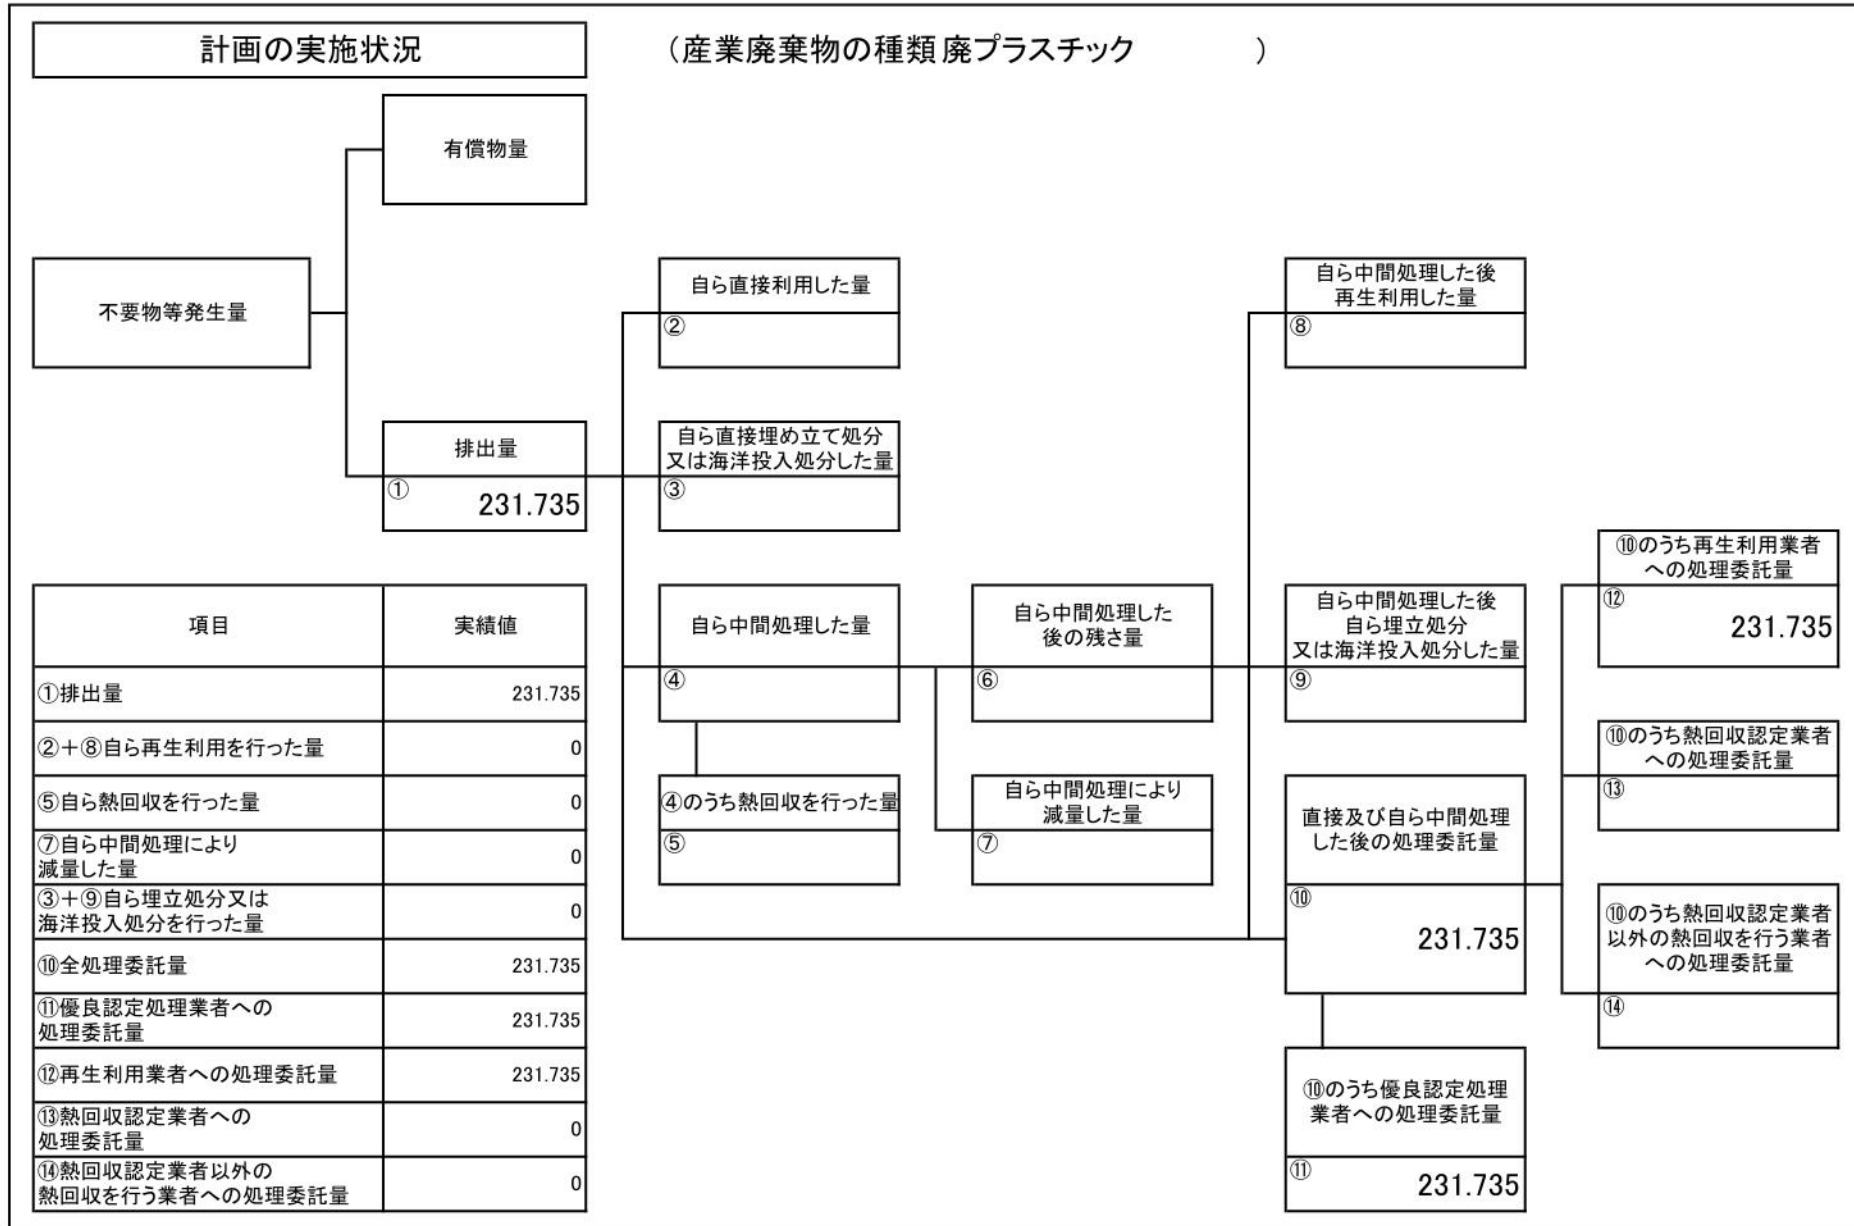 計画の実施状況
（産業廃棄物の種類 廃プラスチック　　　　　）
有償物量
不要物等発生量
自ら直接利用した量
②
自ら中間処理した後
再生利用した量
⑧
排出量
① 231.735
自ら直接埋め立て処分
又は海洋投入処分した量
③
⑩のうち再生利用業者
への処理委託量
⑫
231.735
自ら中間処理した量
④
自ら中間処理した
後の残さ量
⑥
自ら中間処理した後
自ら埋立処分
又は海洋投入処分した量
⑨
⑩のうち熱回収認定業者
への処理委託量
⑬
④のうち熱回収を行った量
⑤
自ら中間処理により
減量した量
⑦
直接及び自ら中間処理
した後の処理委託量
⑩
231.735
⑩のうち熱回収認定業者
以外の熱回収を行う業者
への処理委託量
⑭
⑩のうち優良認定処理
業者への処理委託量
⑪ 231.735
項目 実績値
①排出量 231.735
②＋⑧自ら再生利用を行った量 0
⑤自ら熱回収を行った量 0
⑦自ら中間処理により
減量した量 0
③＋⑨自ら埋立処分又は
海洋投入処分を行った量 0
⑩全処理委託量 231.735
⑪優良認定処理業者への
処理委託量 231.735
⑫再生利用業者への処理委託量 231.735
⑬熱回収認定業者への
処理委託量 0
⑭熱回収認定業者以外の
熱回収を行う業者への処理委託量 0